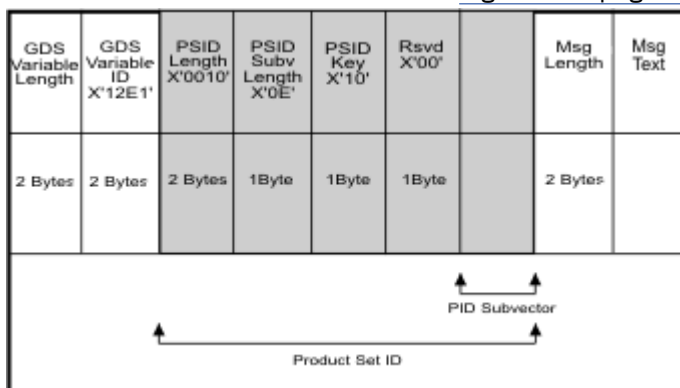 GDS
Variable
Length
GDS
Variable
ID
X'12E1'
PSID
Length
X'0010'
PSID
Subv
Length
X'0E'
PSID
Key
X'10'
Rsvd
X'00'
Msg
Length
Msg
Text
2 Bytes
2 Bytes
2 Bytes
1Byte
1Byte
1Byte
2 Bytes
PID Subvector
Product Set ID